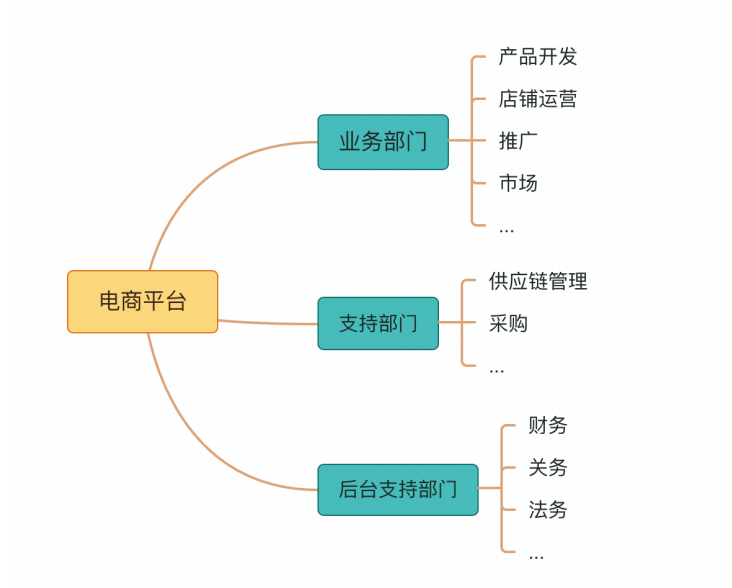 产品开发
店铺运营
业务部门
推广
市场
...
电商平台
供应链管理
支持部门
采购
...
财务
关务
后台支持部门
法务
...